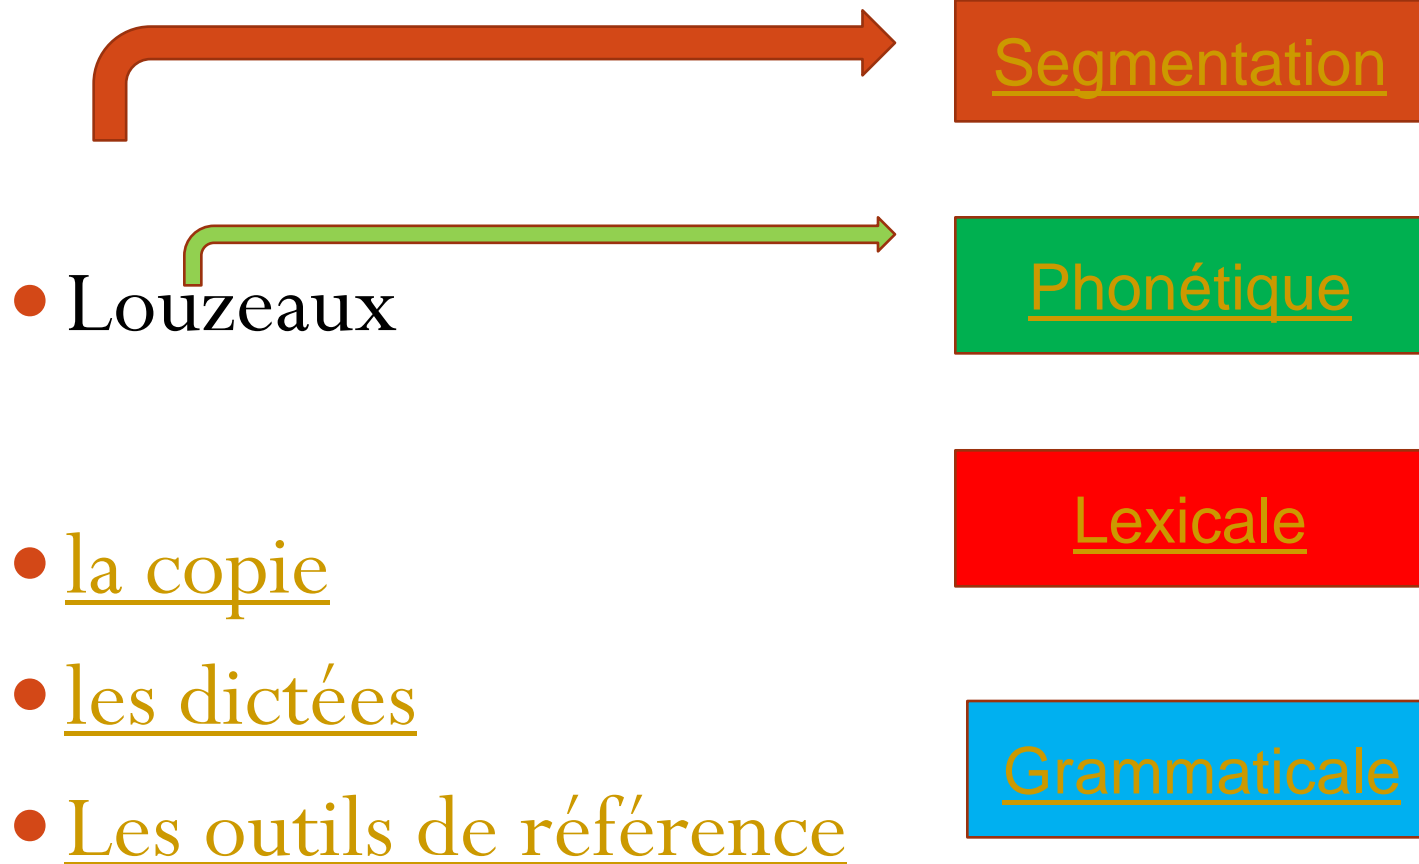 Segmentation
Louzeaux
Phonétique
Lexicale
la copie
les dictées
Grammaticale
Les outils de référence